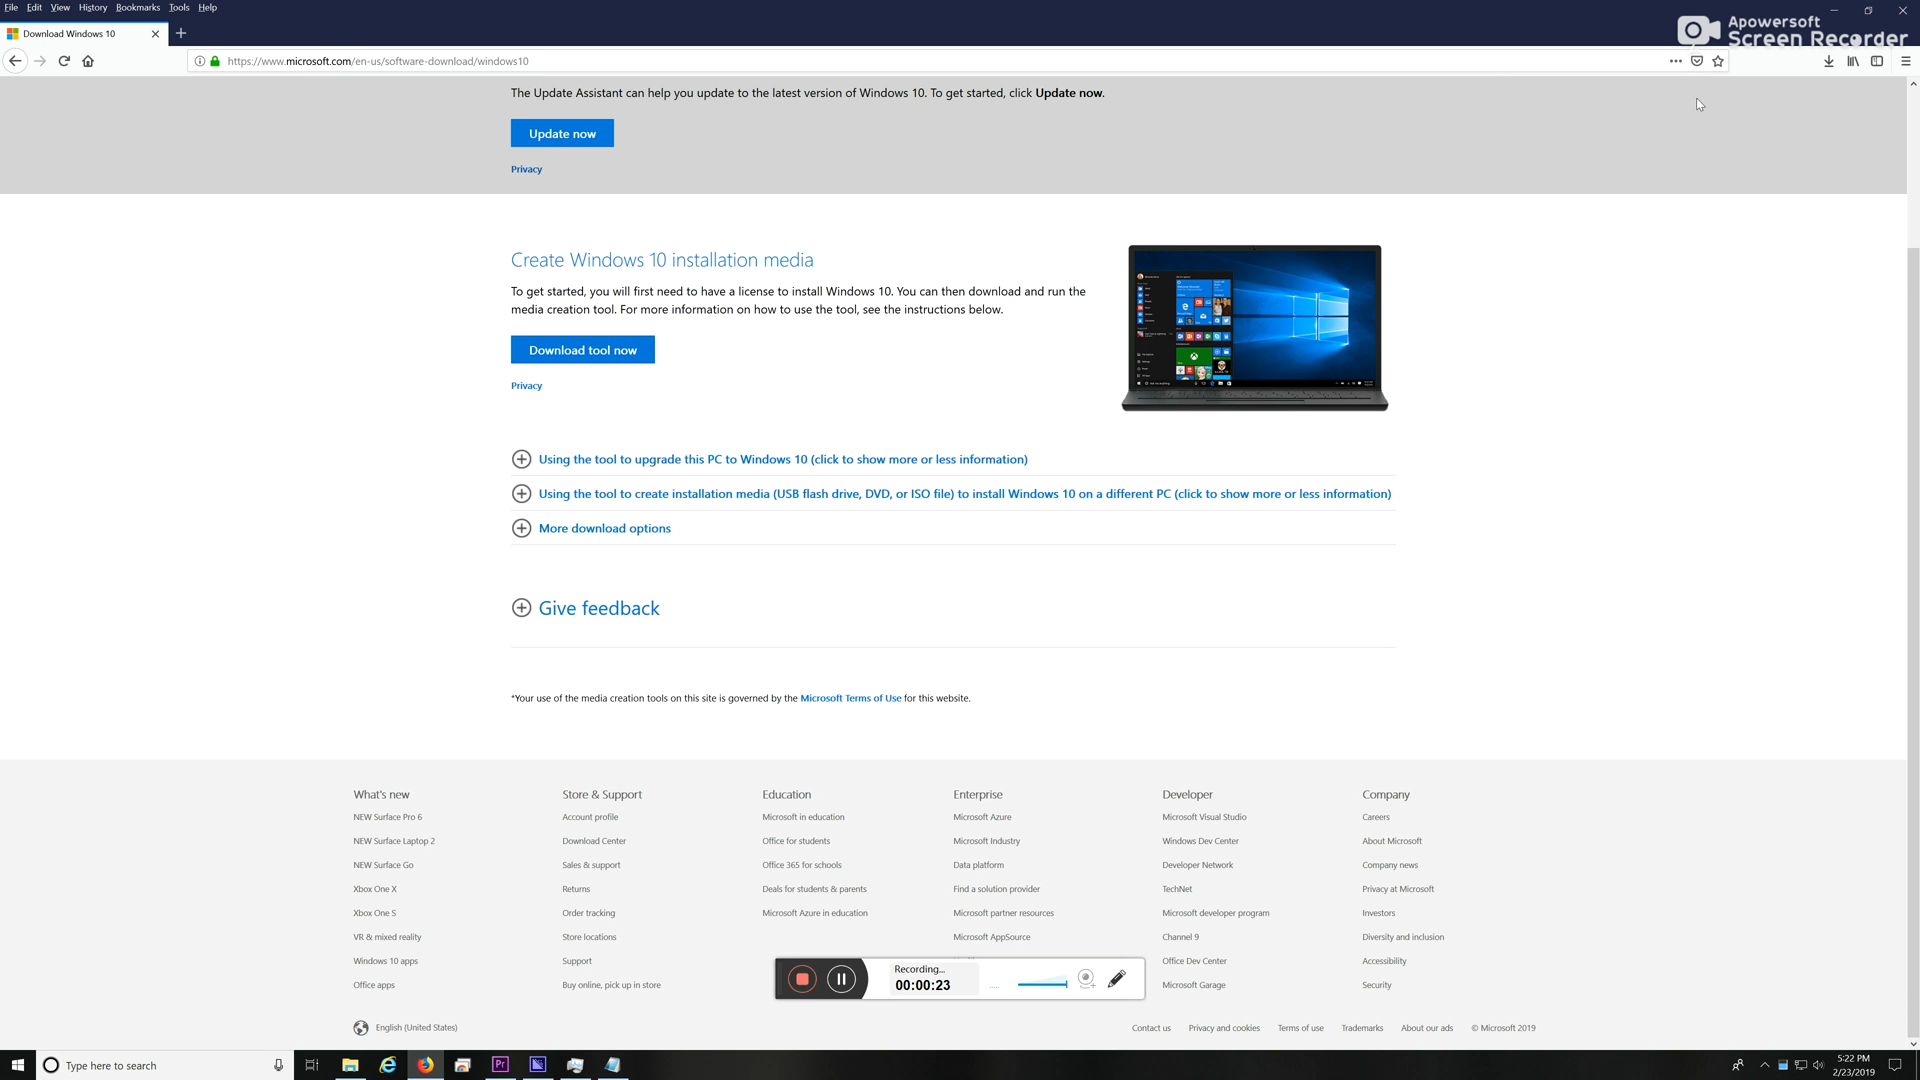 File Edit View History Bookmarks Tools Help
Apowersoft
Screen Recorder
Download Windows 10
https://www.microsoft.com/en-us/software-download/windows10
The Update Assistant can help you update to the latest version of Windows 10. To get started, click Update now.
Update now
Privacy
Create Windows 10 installation media
To get started, you will first need to have a license to install Windows 10. You can then download and run the
media creation tool. For more information on how to use the tool, see the instructions below.
Download tool now
Privacy
Using the tool to upgrade this PC to Windows 10 (click to show more or less information)
Using the tool to create installation media (USB flash drive, DVD, or ISO file) to install Windows 10 on a different PC (click to show more or less information)
More download options
Give feedback
*Your use of the media creation tools on this site is governed by the Microsoft Terms of Use for this website.
What's new
NEW Surface Pro 6
NEW Surface Laptop 2
NEW Surface Go
Xbox One X
Xbox One S
VR & mixed reality
Windows 10 apps
Office apps
Store & Support
Account profile
Download Center
Sales & support
Returns
Order tracking
Store locations
Support
Buy online, pick up in store
Education
Microsoft in education
Office for students
Office 365 for schools
Deals for students & parents
Microsoft Azure in education
Enterprise
Microsoft Azure
Microsoft Industry
Data platform
Find a solution provider
Microsoft partner resources
Microsoft AppSource
Developer
Microsoft Visual Studio
Windows Dev Center
Developer Network
TechNet
Microsoft developer program
Channel 9
Office Dev Center
Microsoft Garage
Company
Careers
About Microsoft
Company news
Privacy at Microsoft
Investors
Diversity and inclusion
Accessibility
Security
Recording...
00:00:23
English (United States)
Contact us Privacy and cookies Terms of use Trademarks About our ads © Microsoft 2019
Type here to search
Pr
5:22 PM
2/23/2019